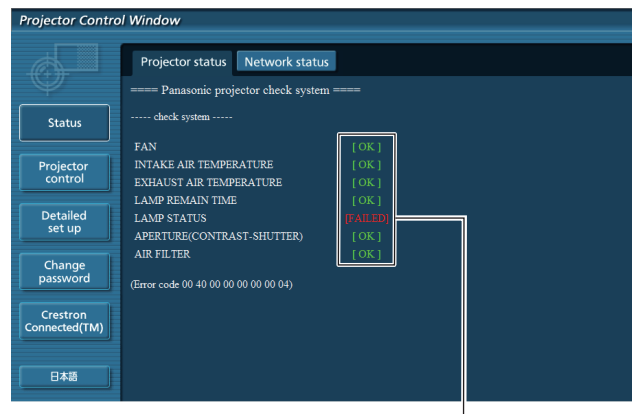 Projector Control Window
Projector status
Network status
==== Panasonic projector check system ====
----- check system -----
FAN [ OK ]
INTAKE AIR TEMPERATURE [ OK ]
EXHAUST AIR TEMPERATURE [ OK ]
LAMP REMAIN TIME [ OK ]
LAMP STATUS [FAILED]
APERTURE(CONTRAST-SHUTTER) [ OK ]
AIR FILTER [ OK ]
(Error code 00 40 00 00 00 00 00 04)
Status
Projector
control
Detailed
set up
Change
password
Crestron
Connected(TM)
日本語